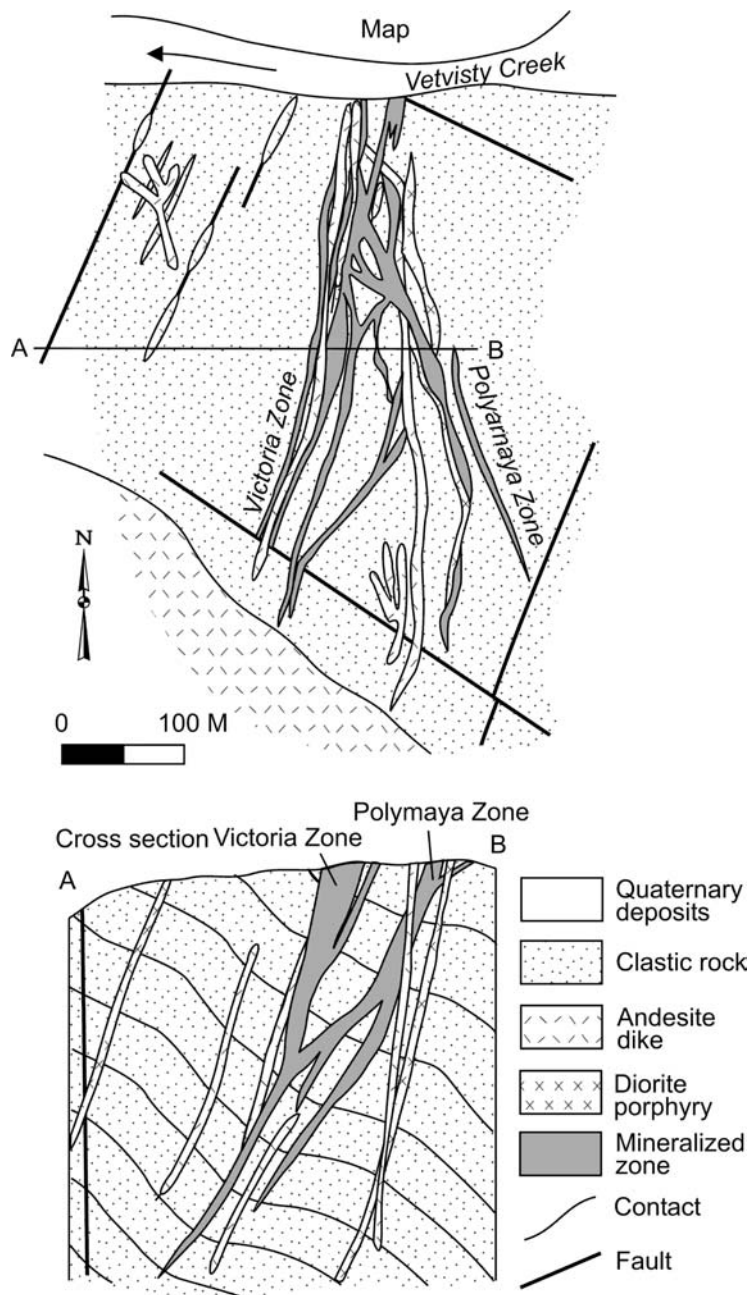 Map
Vetvisty Creek
A
B
Victoria Zone
Polyarnaya Zone
N
0 100 M
Polymaya Zone
Cross section Victoria Zone
B
A
Quaternary
deposits
Clastic rock
Andesite
dike
Diorite
porphyry
Mineralized
zone
Contact
Fault